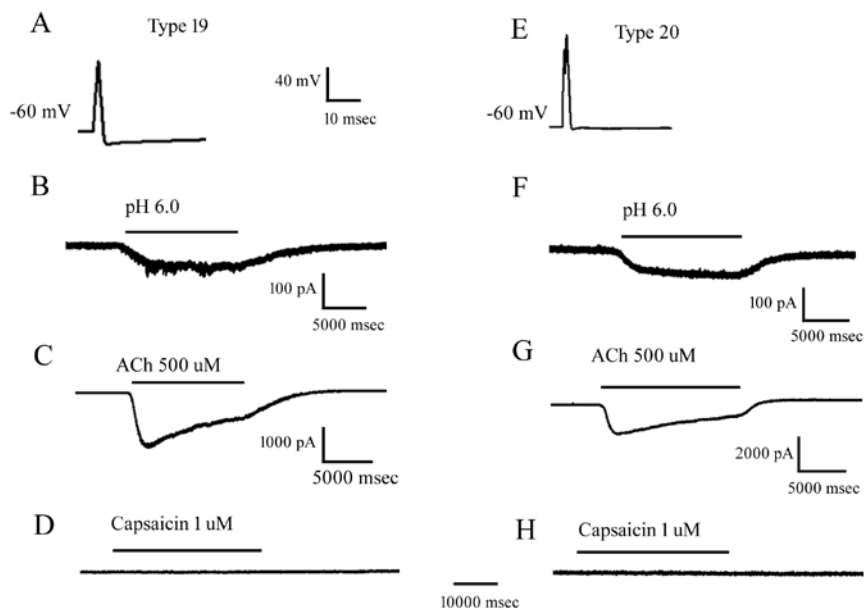 A
Type 19
-60 mV
40 mV
10 msec
B
pH 6.0
100 pA
5000 msec
C
ACh 500 uM
1000 pA
5000 msec
D
Capsaicin 1 uM
10000 msec
E
Type 20
-60 mV
F
pH 6.0
100 pA
5000 msec
G
ACh 500 uM
2000 pA
5000 msec
H
Capsaicin 1 uM